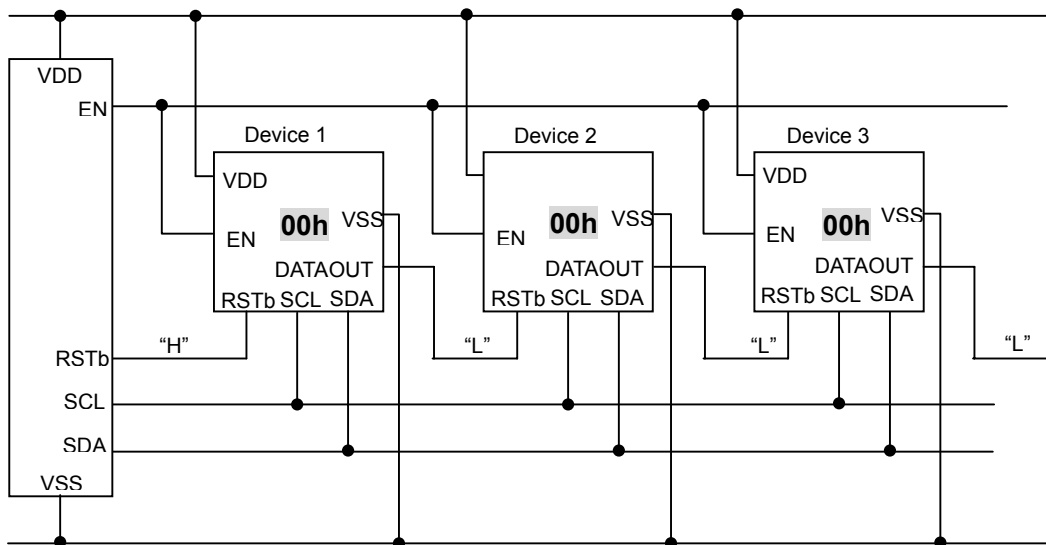 VDD
EN
Device 1
Device 2
Device 3
VDD
VDD
00h
VSS
00h
VSS
00h
VSS
EN
EN
EN
DATAOUT
DATAOUT
DATAOUT
RSTb SCL SDA
RSTb SCL SDA
RSTb SCL SDA
RSTb
“H”
“L”
“L”
“L”
SCL
SDA
VSS